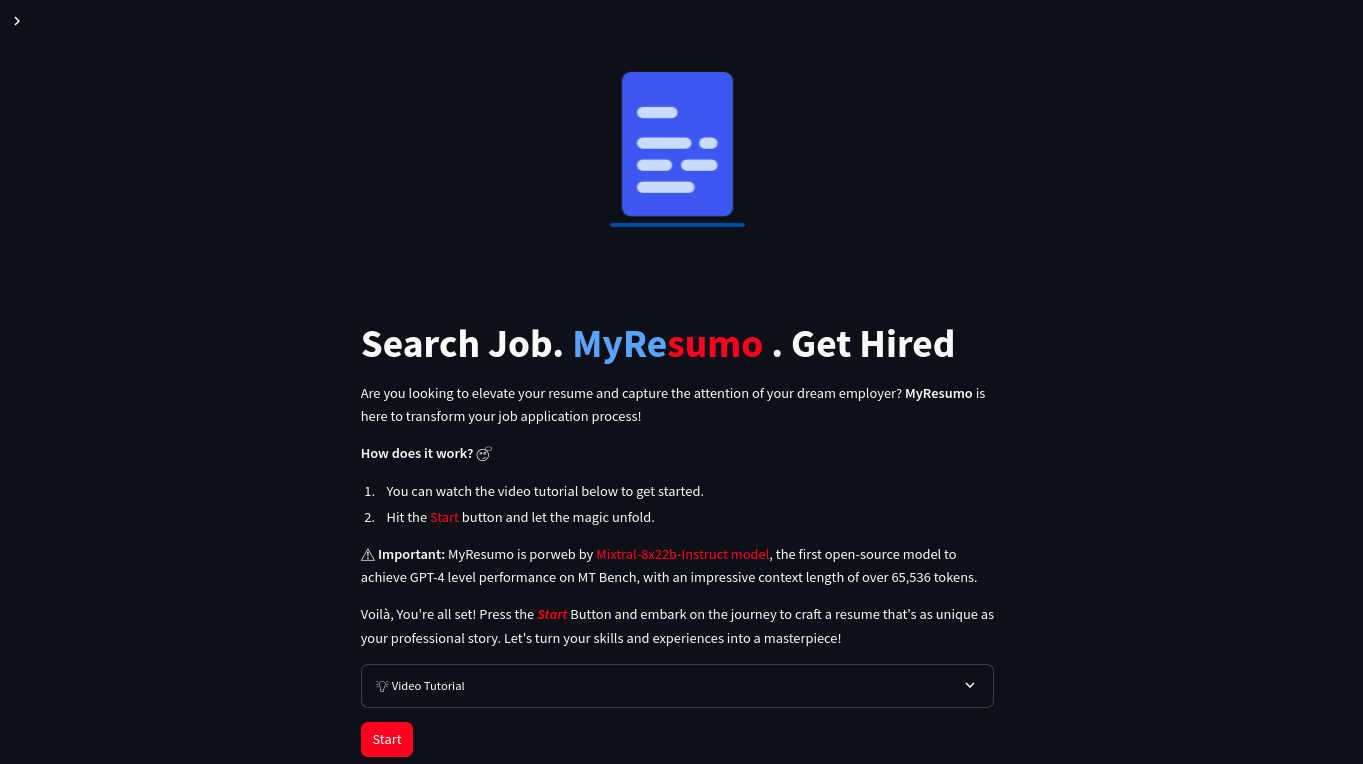 Search Job. MyResumo . Get Hired
Are you looking to elevate your resume and capture the attention of your dream employer? MyResumo is
here to transform your job application process!
How does it work? 😴
1. You can watch the video tutorial below to get started.
2. Hit the Start button and let the magic unfold.
⚠ Important: MyResumo is porweb by Mixtral-8x22b-Instruct model, the first open-source model to
achieve GPT-4 level performance on MT Bench, with an impressive context length of over 65,536 tokens.
Voilà, You're all set! Press the Start Button and embark on the journey to craft a resume that's as unique as
your professional story. Let's turn your skills and experiences into a masterpiece!
💡 Video Tutorial
Start